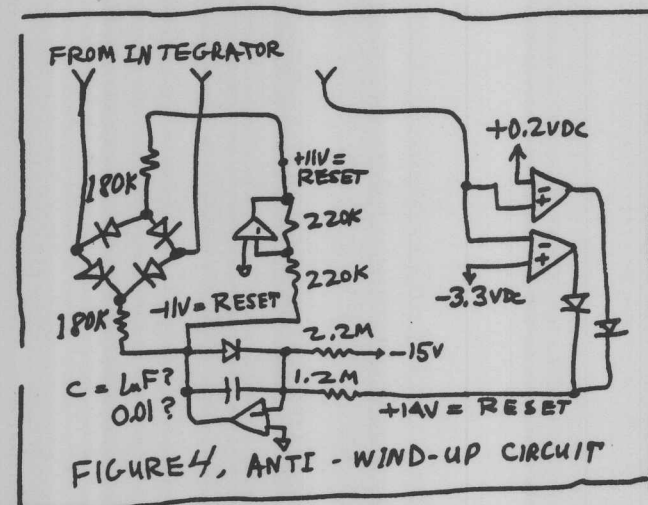 FROM INTEGRATOR
+0.2VDC
+11V =
RESET
180K
220K
220K
-11V = RESET
-3.3VDC
180K
2.2M
-15V
C = 1uF?
0.01?
1.2M
+14V = RESET
FIGURE 4, ANTI-WIND-UP CIRCUIT